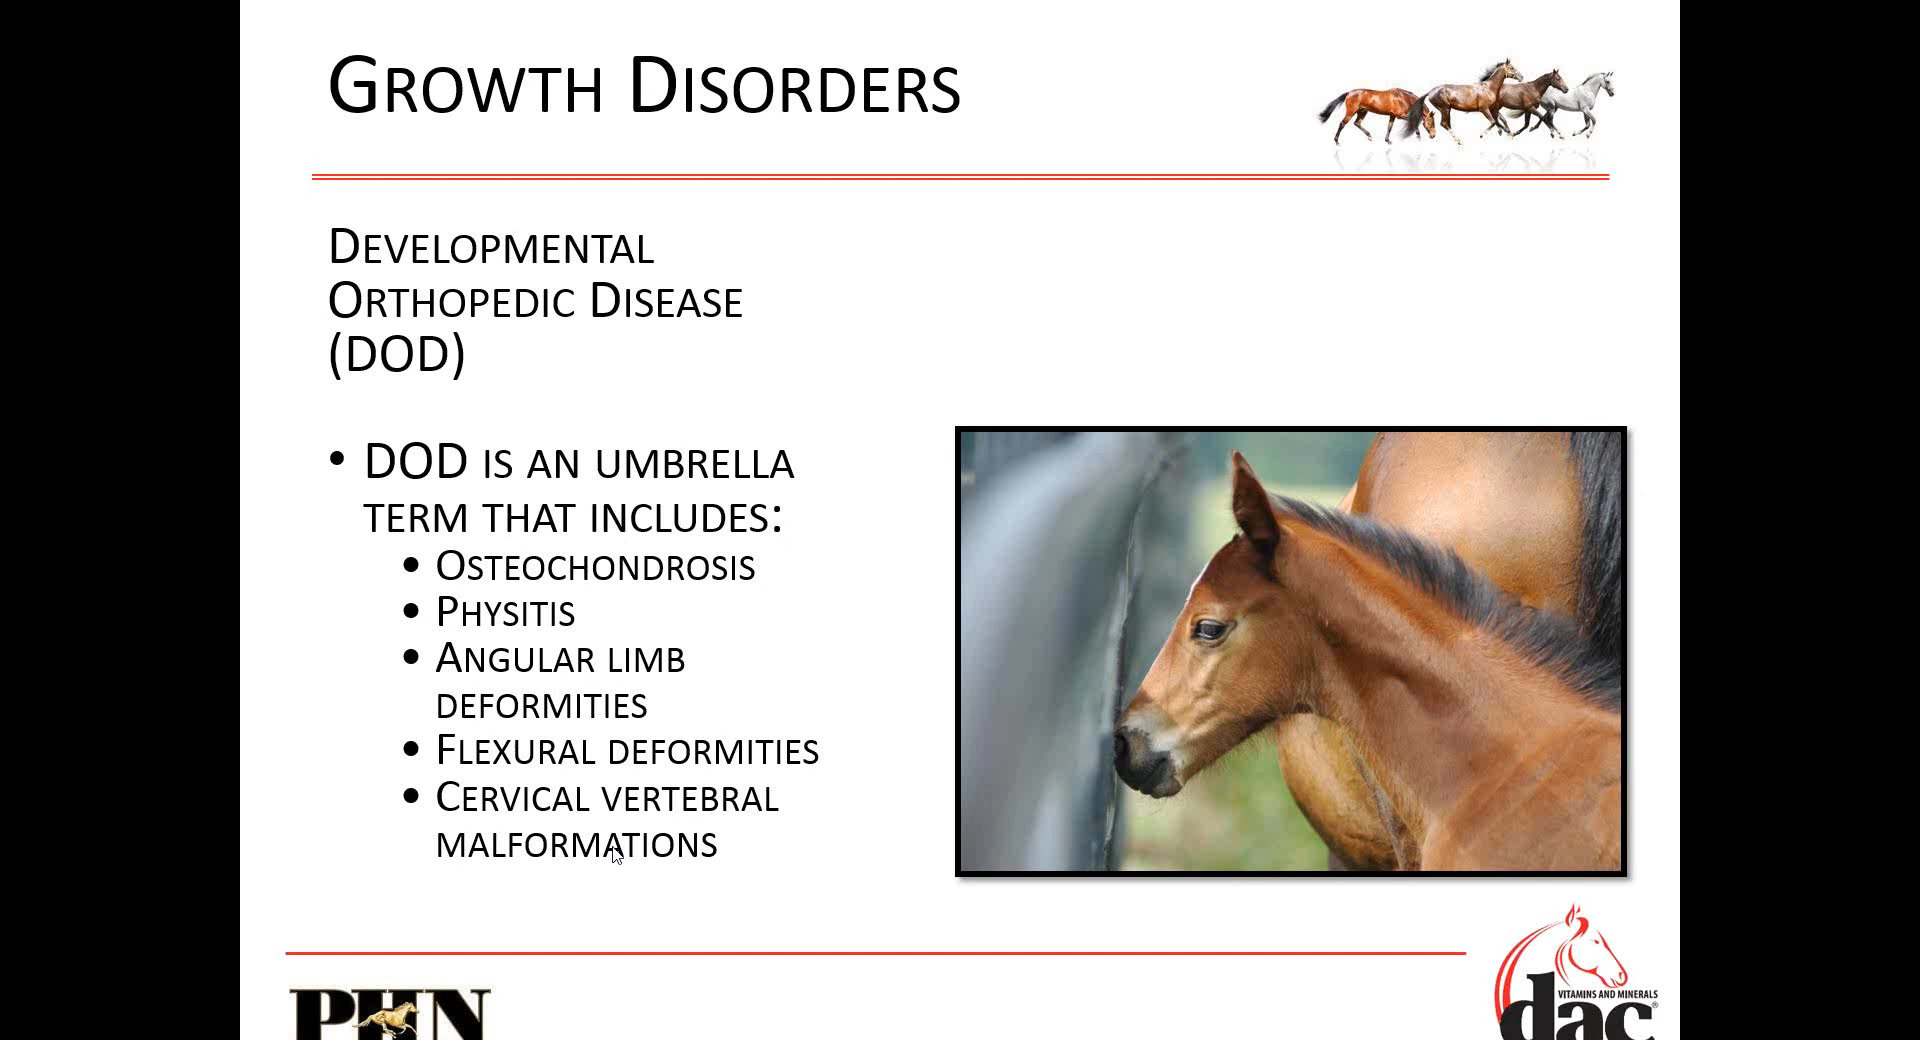 GROWTH DISORDERS
DEVELOPMENTAL
ORTHOPEDIC DISEASE
(DOD)
• DOD IS AN UMBRELLA
TERM THAT INCLUDES:
• OSTEOCHONDROSIS
• PHYSITIS
• ANGULAR LIMB
DEFORMITIES
• FLEXURAL DEFORMITIES
• CERVICAL VERTEBRAL
MALFORMATIONS
PHN
VITAMINS AND MINERALS
dac®